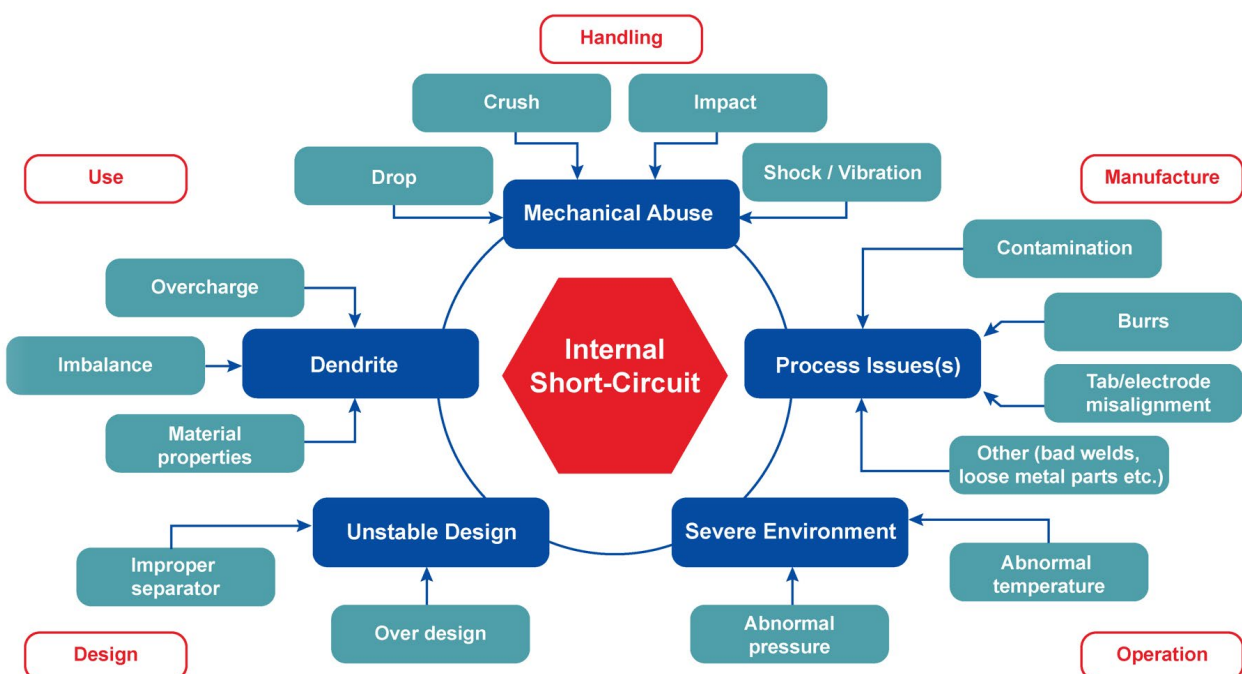 Handling
Crush
Impact
Drop
Shock / Vibration
Mechanical Abuse
Use
Manufacture
Overcharge
Imbalance
Material
properties
Dendrite
Internal
Short-Circuit
Process Issues(s)
Contamination
Burrs
Tab/electrode
misalignment
Other (bad welds,
loose metal parts etc.)
Unstable Design
Severe Environment
Improper
separator
Over design
Abnormal
pressure
Abnormal
temperature
Design
Operation